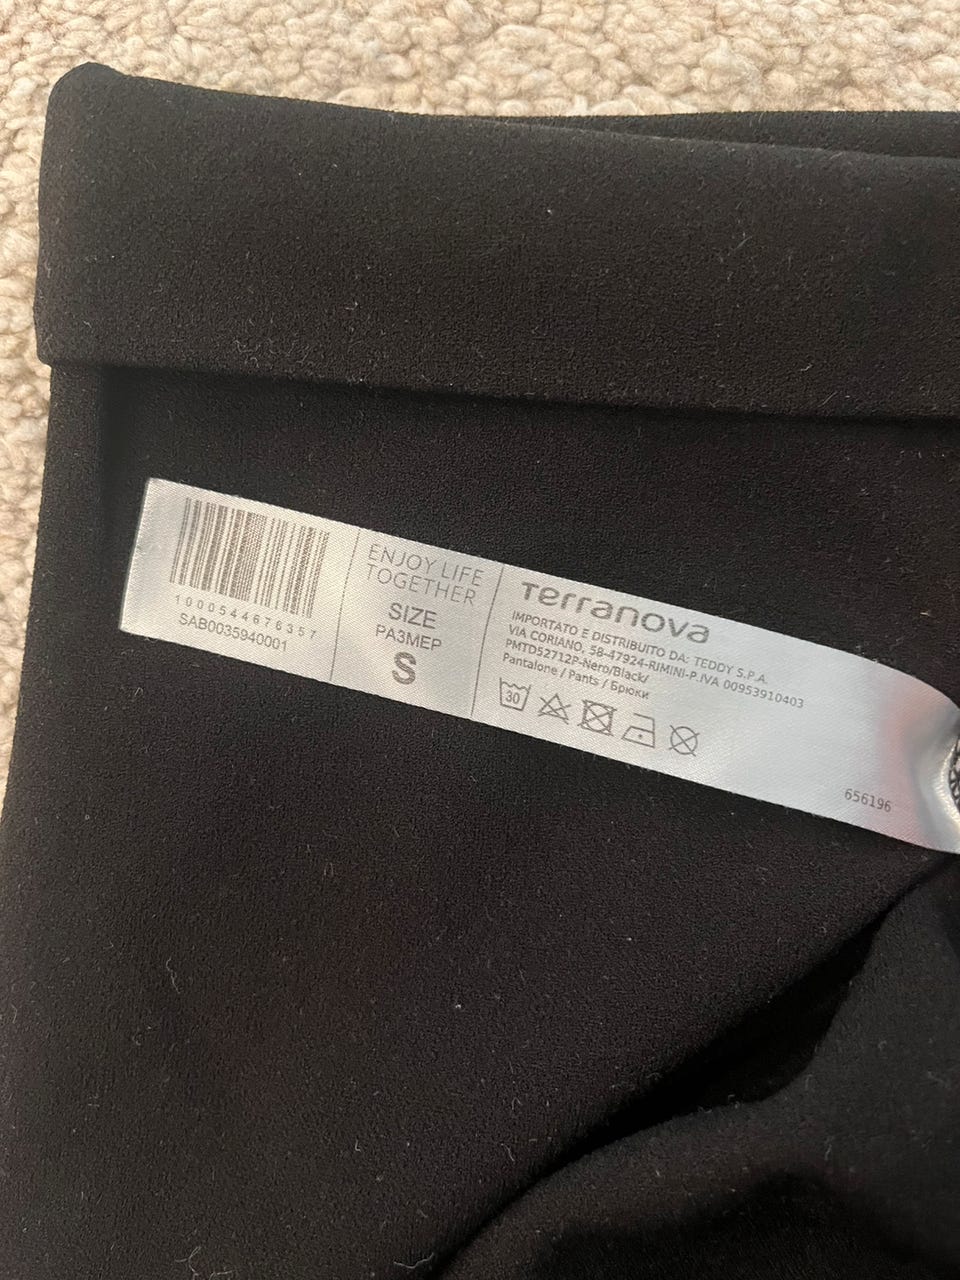 1000544676357
SAB0035940001
ENJOY LIFE
TOGETHER
SIZE
РАЗМЕР
S
Terranova
IMPORTATO E DISTRIBUITO DA: TEDDY S.P.A.
VIA CORIANO, 58-47924-RIMINI-P.IVA 00953910403
PMTD52712P-Nero/Black/
Pantalone / Pants / Брюки
30
656196